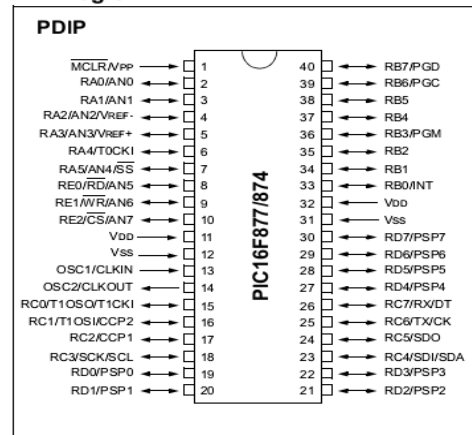 PDIP
MCLR/VPP 1 40 RB7/PGD
RA0/AN0 2 39 RB6/PGC
RA1/AN1 3 38 RB5
RA2/AN2/VREF- 4 37 RB4
RA3/AN3/VREF+ 5 36 RB3/PGM
RA4/T0CKI 6 35 RB2
RA5/AN4/SS 7 34 RB1
RE0/RD/AN5 8 33 RB0/INT
RE1/WR/AN6 9 32 VDD
RE2/CS/AN7 10 31 VSS
VDD 11 30 RD7/PSP7
VSS 12 29 RD6/PSP6
OSC1/CLKIN 13 28 RD5/PSP5
OSC2/CLKOUT 14 27 RD4/PSP4
RC0/T1OSO/T1CKI 15 26 RC7/RX/DT
RC1/T1OSI/CCP2 16 25 RC6/TX/CK
RC2/CCP1 17 24 RC5/SDO
RC3/SCK/SCL 18 23 RC4/SDI/SDA
RD0/PSP0 19 22 RD3/PSP3
RD1/PSP1 20 21 RD2/PSP2
PIC16F877/874